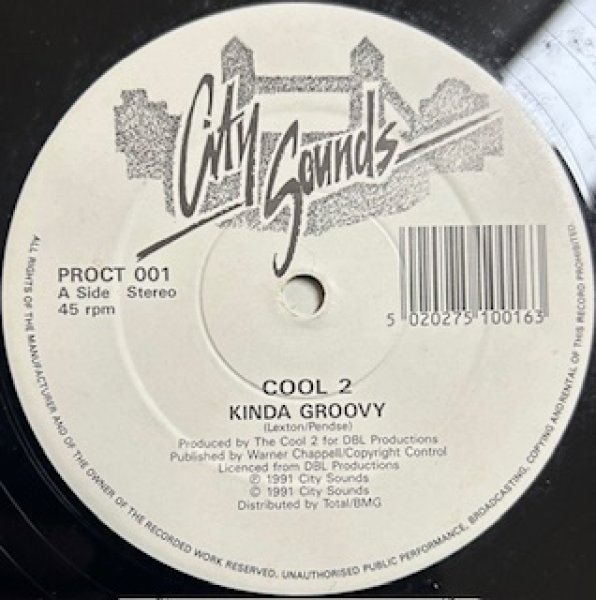 City Sounds
PROCT 001
A Side Stereo
45 rpm
5 020275 100163
COOL 2
KINDA GROOVY
(Lexton/Pendse)
Produced by The Cool 2 for DBL Productions
Published by Warner Chappell/Copyright Control
Licenced from DBL Productions
℗ 1991 City Sounds
© 1991 City Sounds
Distributed by Total/BMG
ALL RIGHTS OF THE MANUFACTURER AND OF THE OWNER OF THE RECORDED WORK RESERVED. UNAUTHORISED PUBLIC PERFORMANCE, BROADCASTING, COPYING AND RENTAL OF THIS RECORD PROHIBITED.